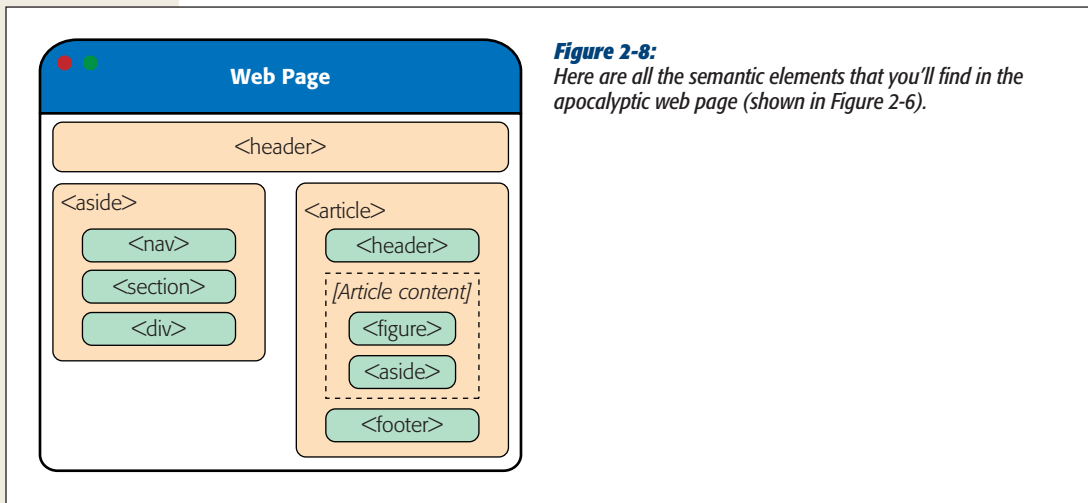 Figure 2-8:
Here are all the semantic elements that you’ll find in the
apocalyptic web page (shown in Figure 2-6).
Web Page
<header>
<aside>
<nav>
<section>
<div>
<article>
<header>
[Article content]
<figure>
<aside>
<footer>